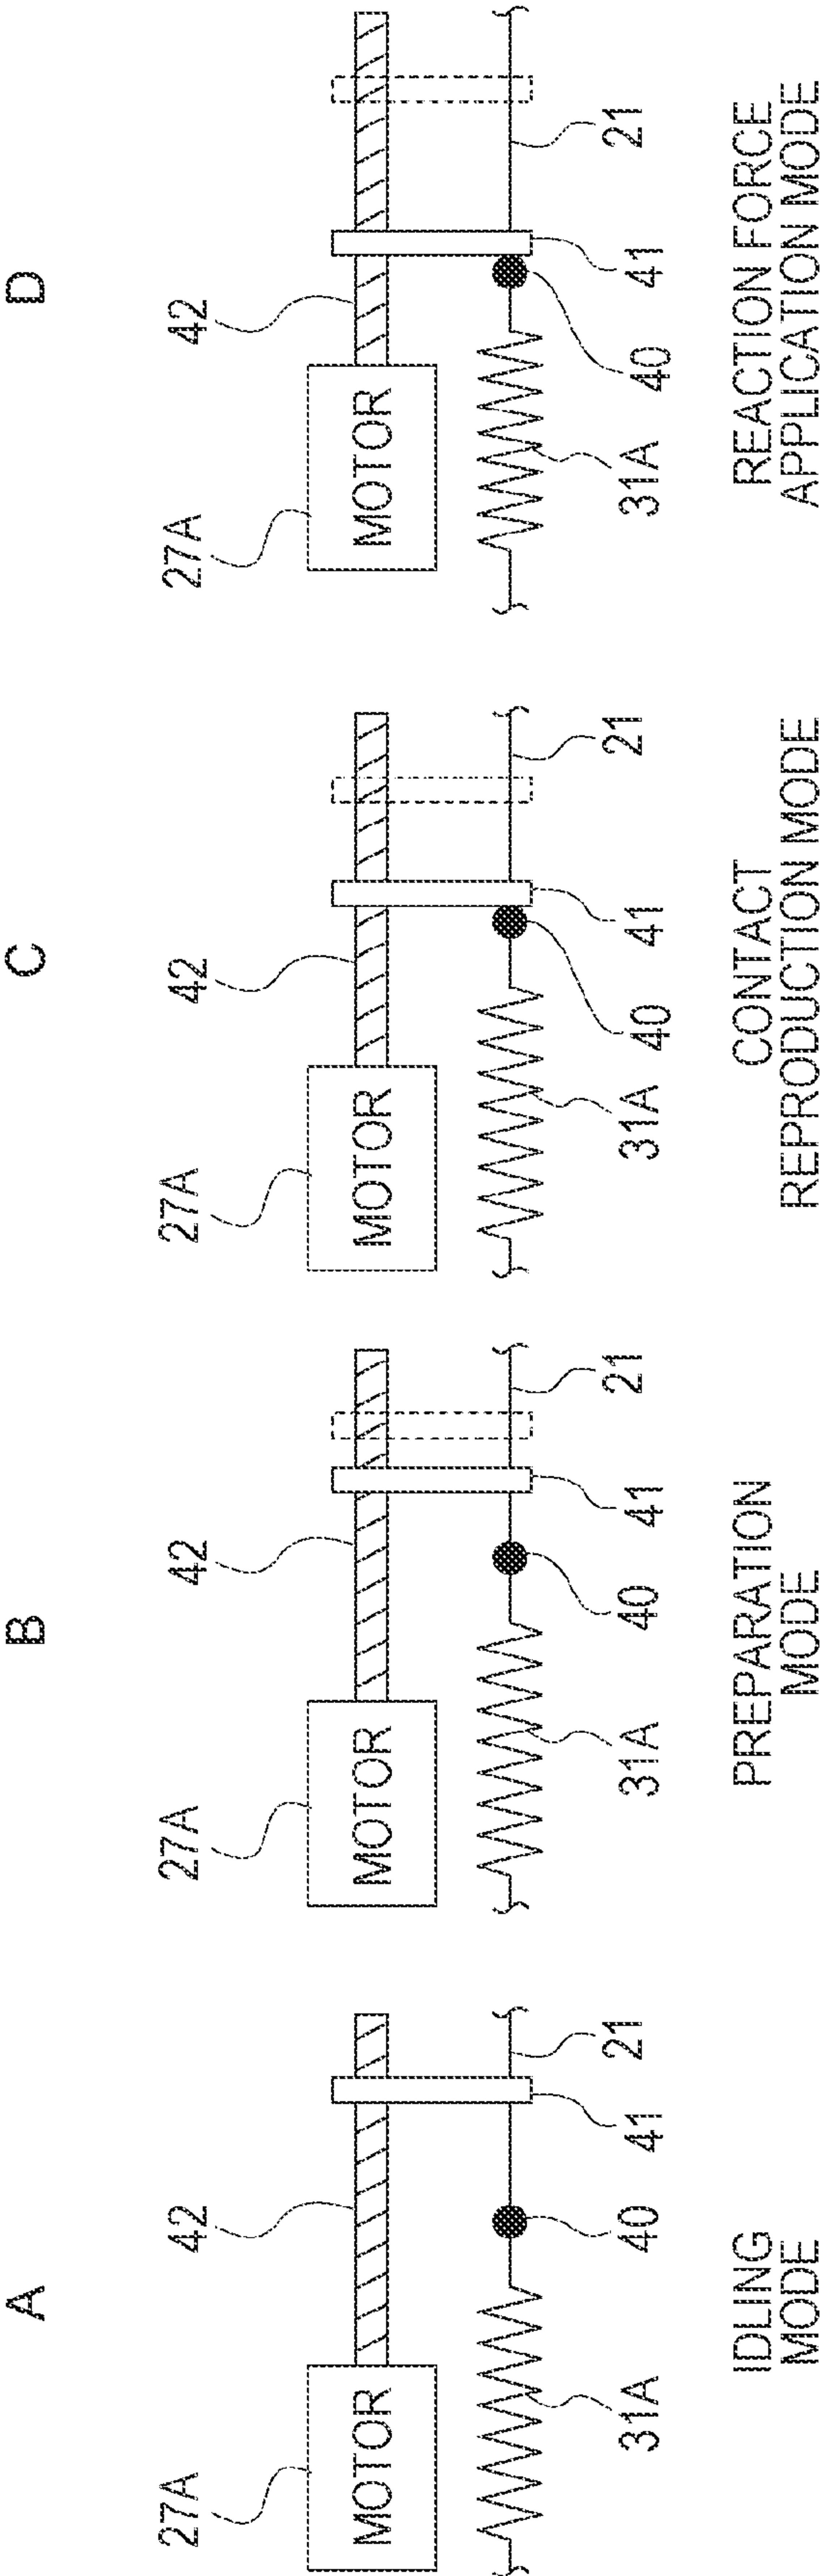 A
27A
42
MOTOR
31A
40
41
21
IDLING
MODE
B
27A
42
MOTOR
31A
40
41
21
PREPARATION
MODE
C
27A
42
MOTOR
31A
40
41
21
CONTACT
REPRODUCTION MODE
D
27A
42
MOTOR
31A
40
41
21
REACTION FORCE
APPLICATION MODE